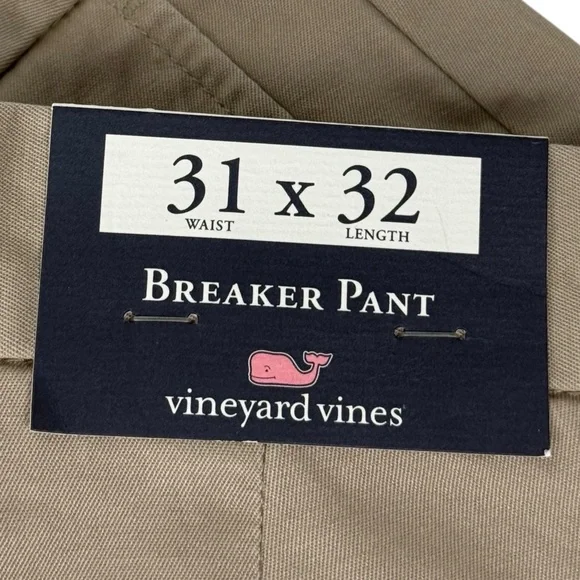 31 x 32
WAIST LENGTH
BREAKER PANT
vineyard vines